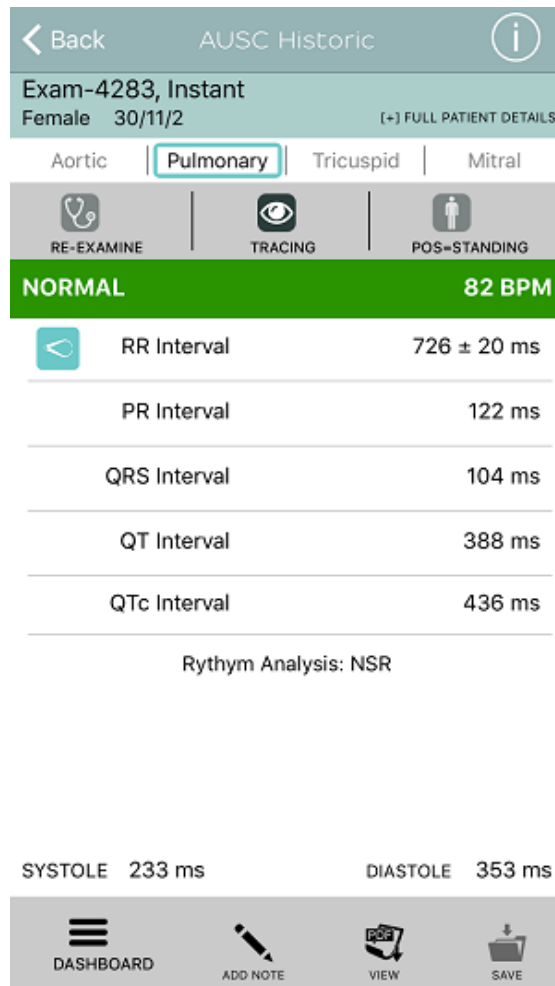 Back AUSC Historic i
Exam-4283, Instant
Female 30/11/2 [+] FULL PATIENT DETAILS
Aortic Pulmonary Tricuspid Mitral
RE-EXAMINE TRACING POS=STANDING
NORMAL 82 BPM
RR Interval 726 ± 20 ms
PR Interval 122 ms
QRS Interval 104 ms
QT Interval 388 ms
QTc Interval 436 ms
Rythym Analysis: NSR
SYSTOLE 233 ms DIASTOLE 353 ms
PDF
DASHBOARD ADD NOTE VIEW SAVE